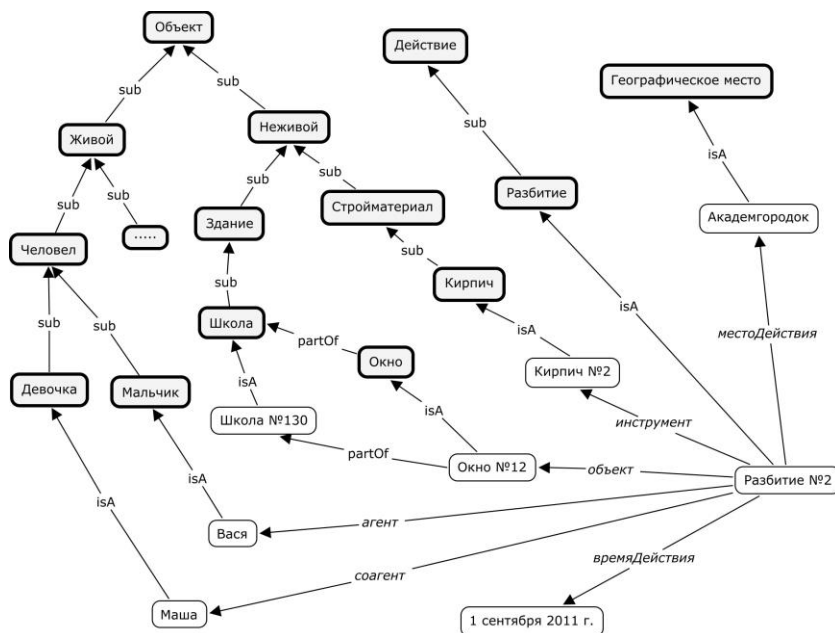 Объект
Действие
Географическое место
sub
sub
Живой
Неживой
sub
isA
sub
sub
sub
sub
Здание
Стройматериал
Разбитие
Академгородок
.....
Человел
sub
sub
Кирпич
isA
sub
sub
Школа
partOf
isA
местоДействия
Окно
Кирпич №2
Девочка
Мальчик
isA
Школа №130
isA
инструмент
partOf
Окно №12
объект
Разбитие №2
isA
isA
Вася
агент
времяДействия
соагент
Маша
1 сентября 2011 г.